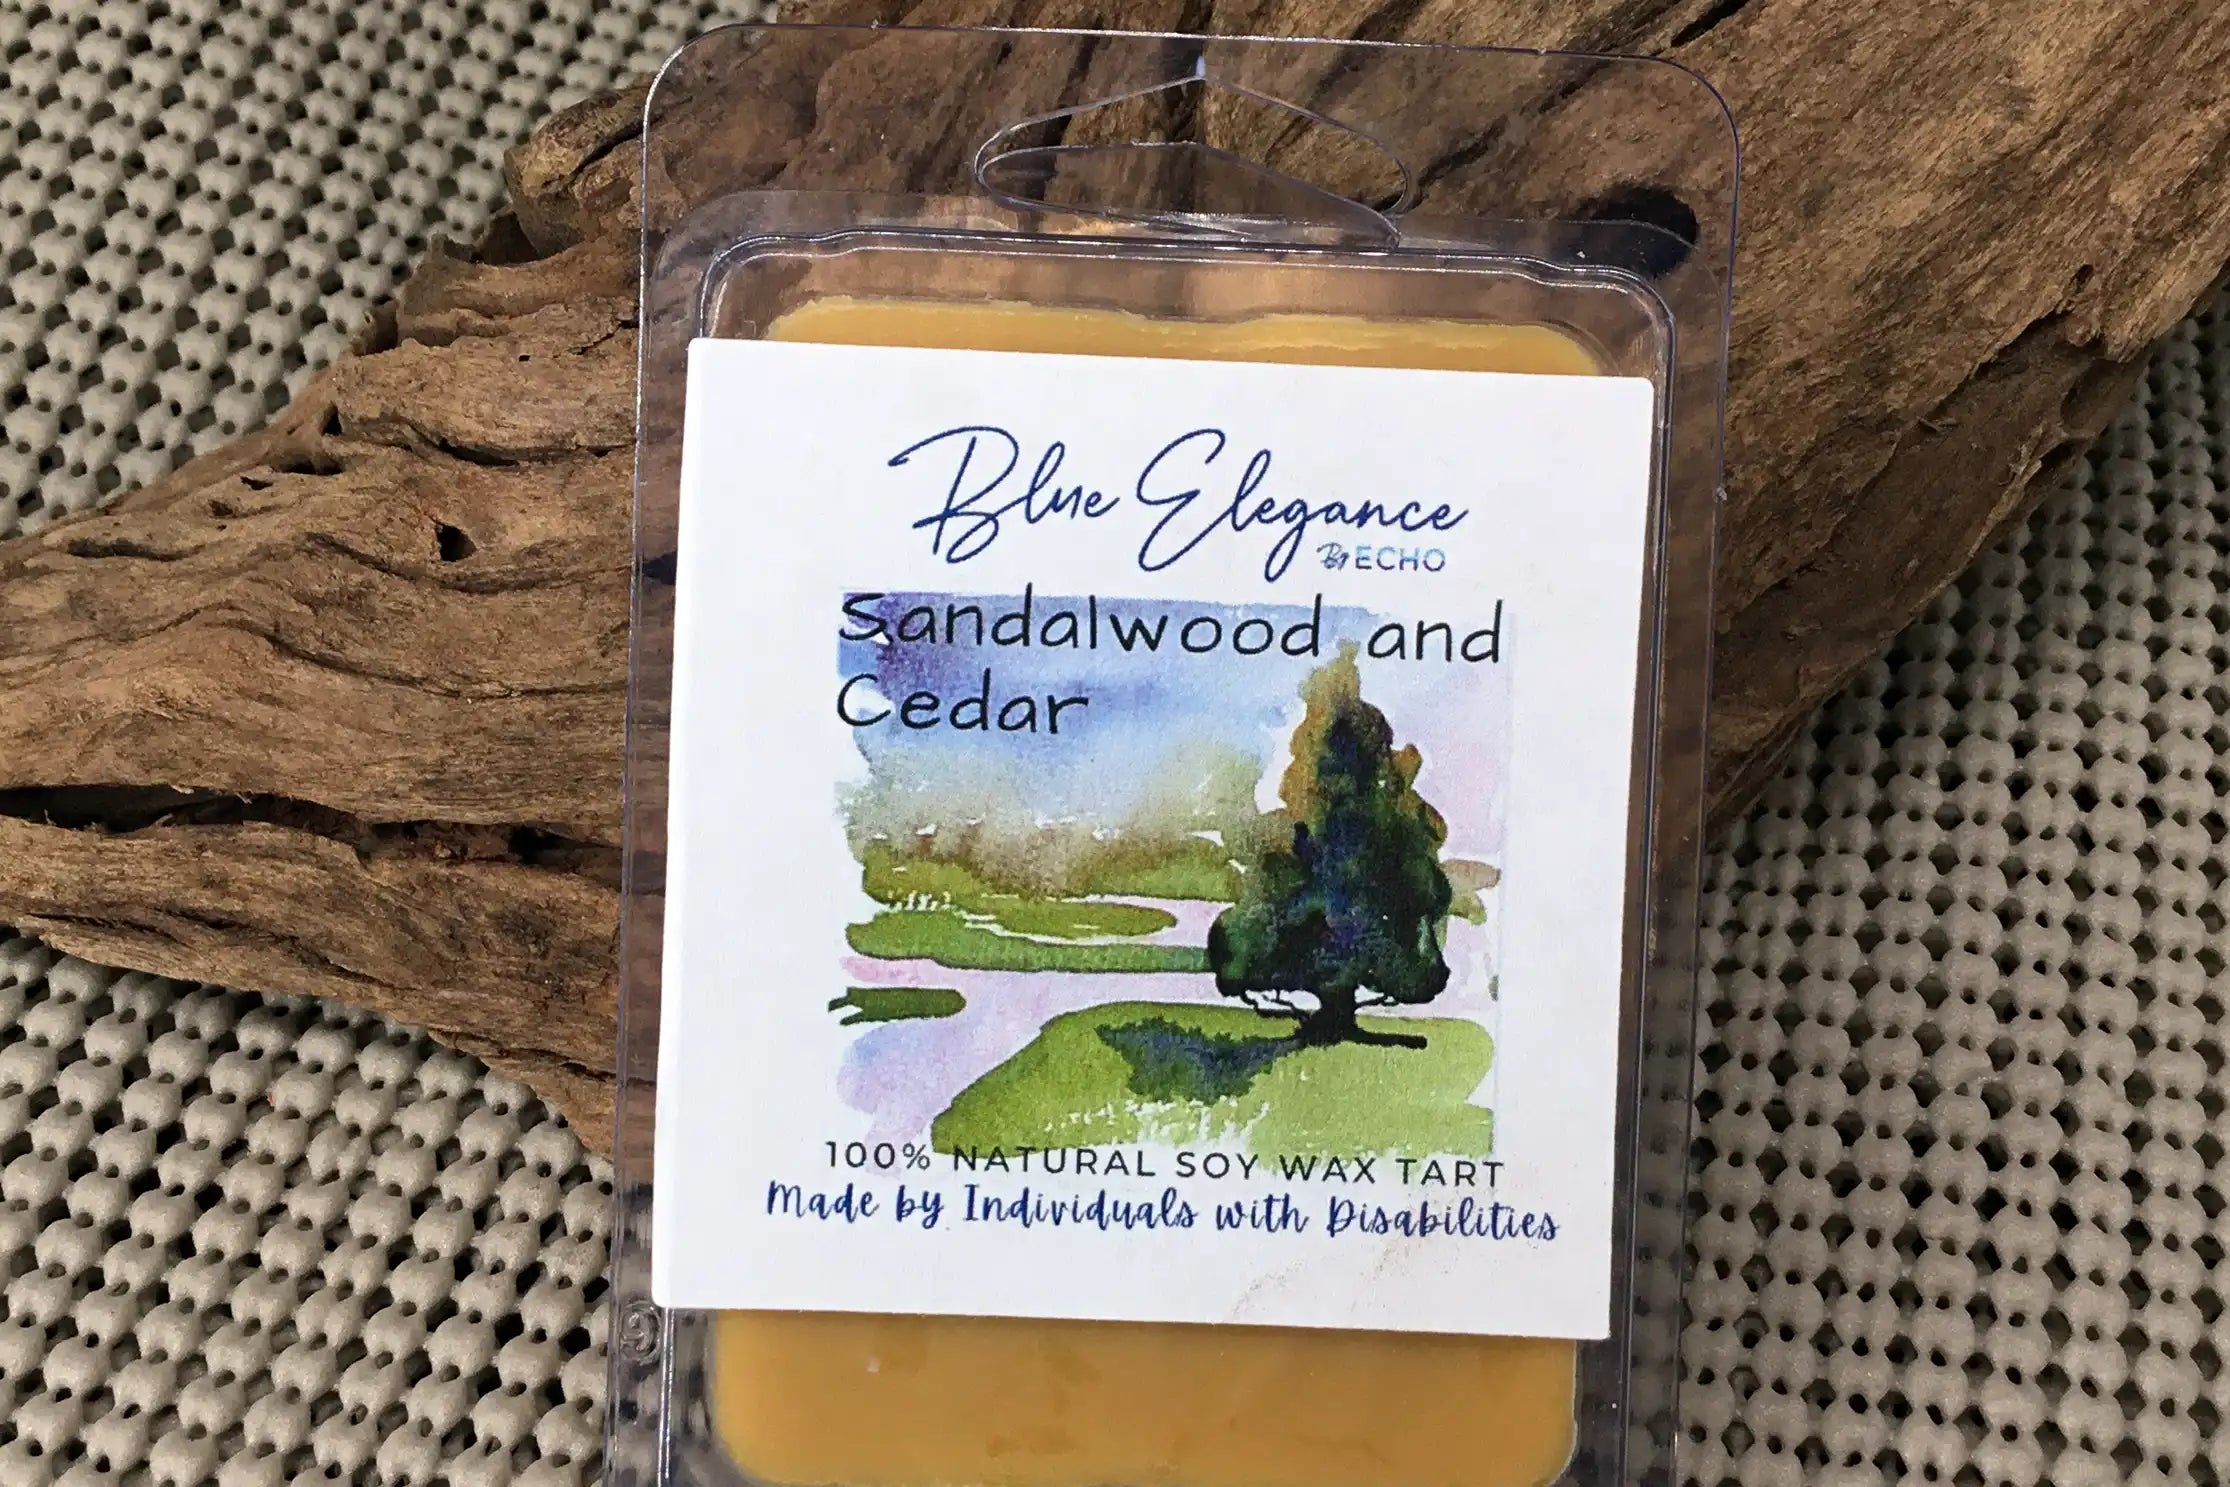 Blue Elegance
By ECHO
Sandalwood and
Cedar
100% NATURAL SOY WAX TART
Made by Individuals with Disabilities